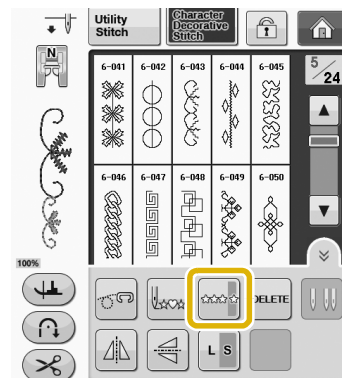 Utility
Stitch
Character
Decorative
Stitch
N
6-041 6-042 6-043 6-044 6-045
5/24
6-046 6-047 6-048 6-049 6-050
100%
DELETE
L S